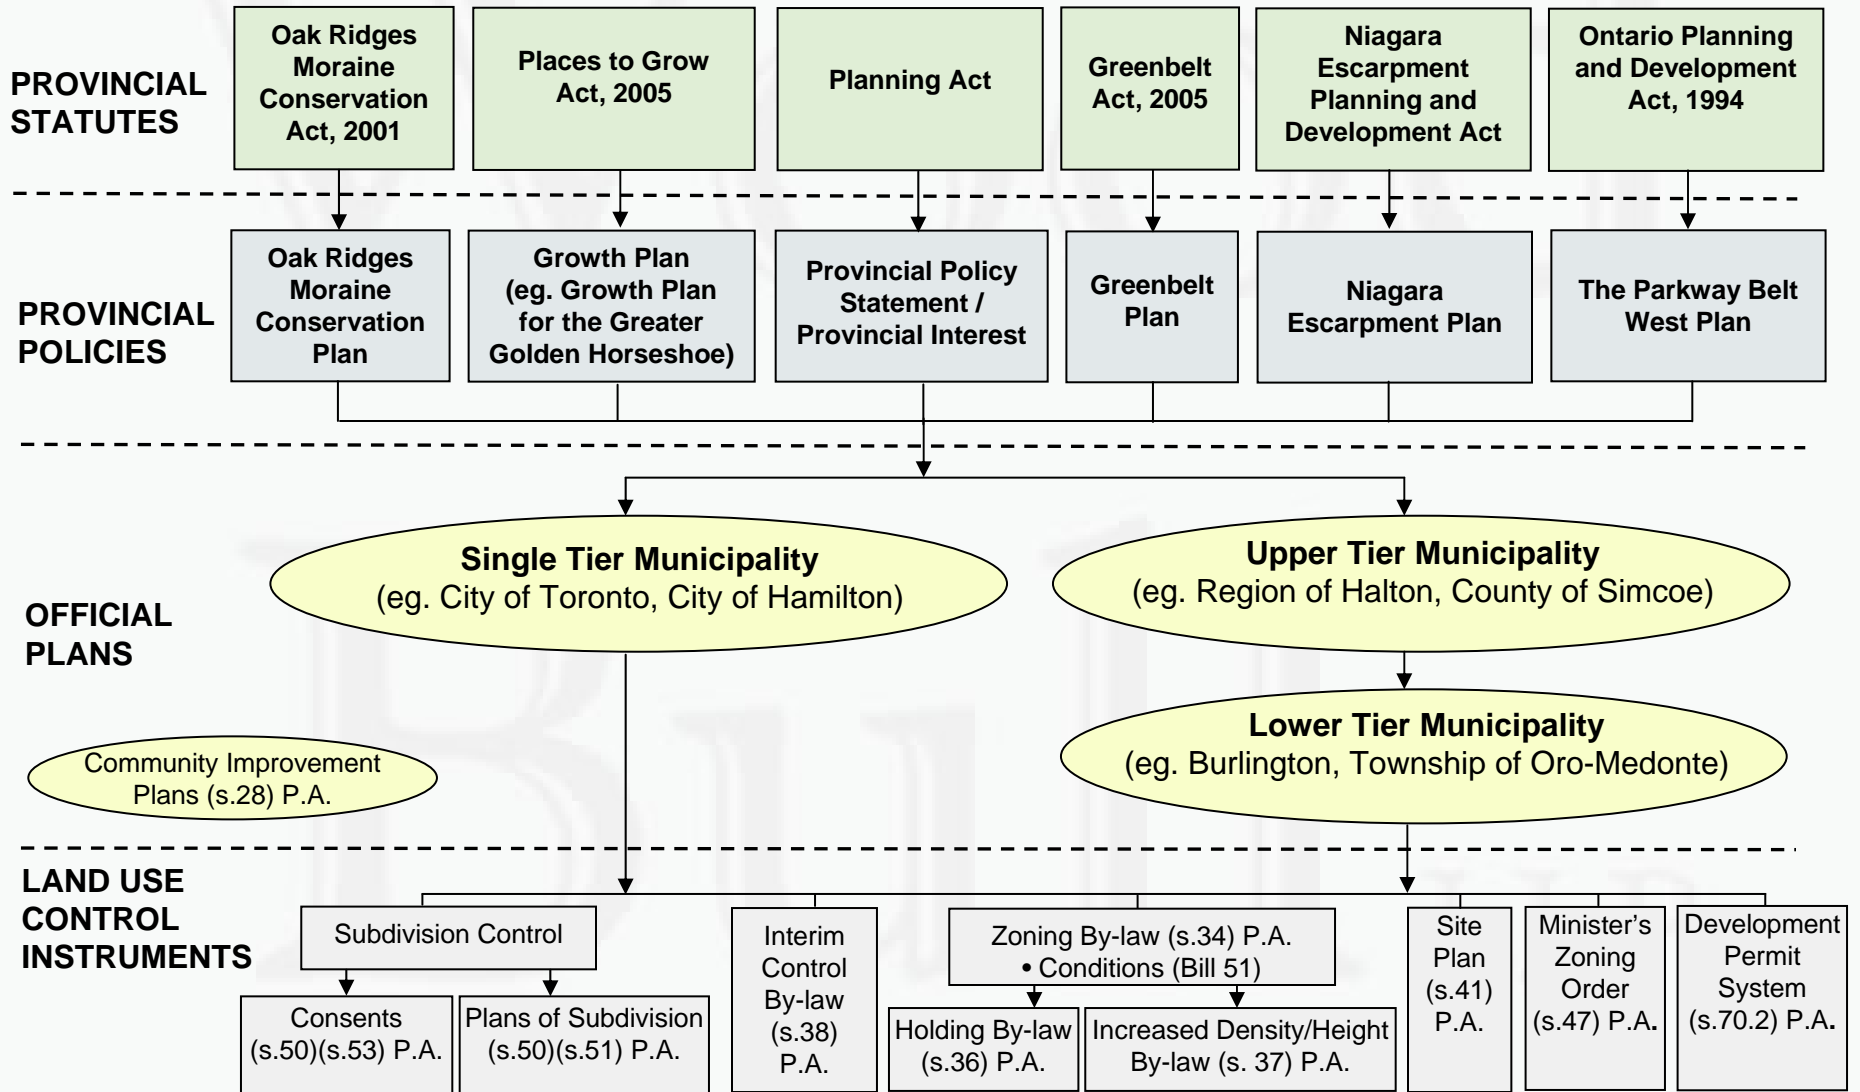 PROVINCIAL
STATUTES
Oak Ridges
Moraine
Conservation
Act, 2001
Places to Grow
Act, 2005
Planning Act
Greenbelt
Act, 2005
Niagara
Escarpment
Planning and
Development Act
Ontario Planning
and Development
Act, 1994
PROVINCIAL
POLICIES
Oak Ridges
Moraine
Conservation
Plan
Growth Plan
(eg. Growth Plan
for the Greater
Golden Horseshoe)
Provincial Policy
Statement /
Provincial Interest
Greenbelt
Plan
Niagara
Escarpment Plan
The Parkway Belt
West Plan
OFFICIAL
PLANS
Single Tier Municipality
(eg. City of Toronto, City of Hamilton)
Upper Tier Municipality
(eg. Region of Halton, County of Simcoe)
Lower Tier Municipality
(eg. Burlington, Township of Oro-Medonte)
Community Improvement
Plans (s.28) P.A.
LAND USE
CONTROL
INSTRUMENTS
Subdivision Control
Consents
(s.50)(s.53) P.A.
Plans of Subdivision
(s.50)(s.51) P.A.
Interim
Control
By-law
(s.38)
P.A.
Zoning By-law (s.34) P.A.
• Conditions (Bill 51)
Holding By-law
(s.36) P.A.
Increased Density/Height
By-law (s. 37) P.A.
Site
Plan
(s.41)
P.A.
Minister’s
Zoning
Order
(s.47) P.A.
Development
Permit
System
(s.70.2) P.A.